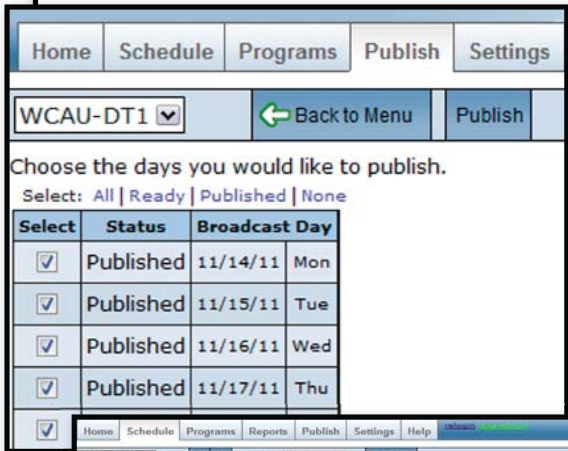 Home Schedule Programs Publish Settings
WCAU-DT1 Back to Menu Publish
Choose the days you would like to publish.
Select: All | Ready | Published | None
Select Status Broadcast Day
Published 11/14/11 Mon
Published 11/15/11 Tue
Published 11/16/11 Wed
Published 11/17/11 Thu
Home Schedule Programs Reports Publish Settings Help